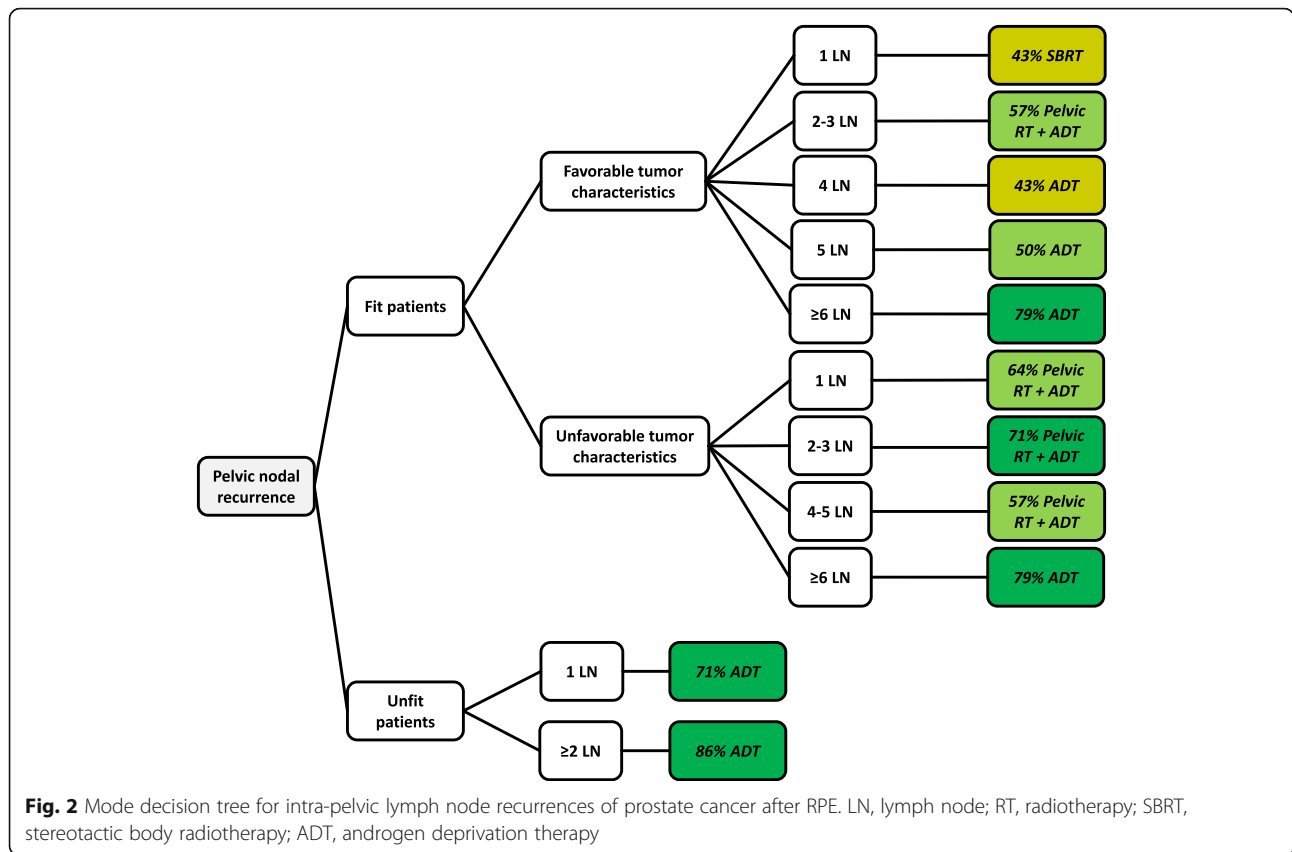 1 LN
43% SBRT
2-3 LN
57% Pelvic
RT + ADT
Favorable tumor
characteristics
4 LN
43% ADT
5 LN
50% ADT
Fit patients
≥6 LN
79% ADT
1 LN
64% Pelvic
RT + ADT
Unfavorable tumor
characteristics
2-3 LN
71% Pelvic
RT + ADT
Pelvic nodal
recurrence
4-5 LN
57% Pelvic
RT + ADT
≥6 LN
79% ADT
1 LN
71% ADT
Unfit
patients
≥2 LN
86% ADT
Fig. 2 Mode decision tree for intra-pelvic lymph node recurrences of prostate cancer after RPE. LN, lymph node; RT, radiotherapy; SBRT,
stereotactic body radiotherapy; ADT, androgen deprivation therapy